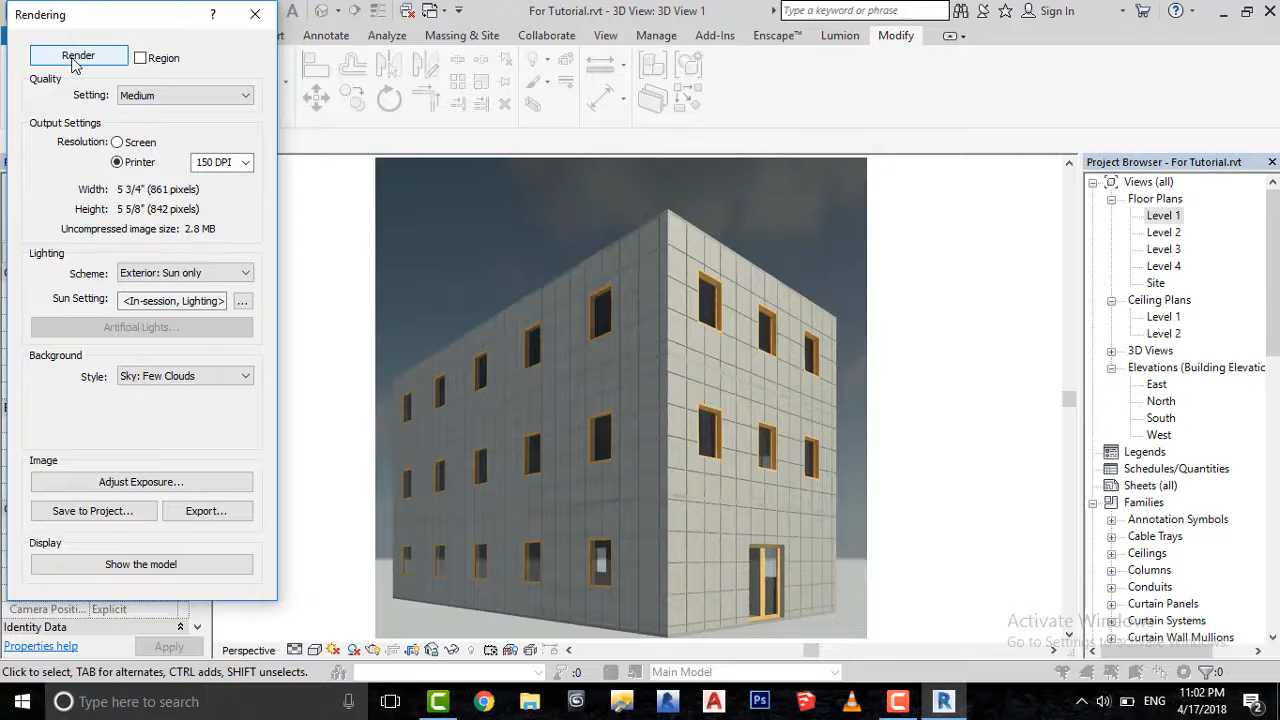 Rendering
?
Render
Region
Quality
Setting:
Medium
Output Settings
Resolution:
Screen
Printer
150 DPI
Width:
5 3/4" (861 pixels)
Height:
5 5/8" (842 pixels)
Uncompressed image size:
2.8 MB
Lighting
Scheme:
Exterior: Sun only
Sun Setting:
<In-session, Lighting>
...
Artificial Lights...
Background
Style:
Sky: Few Clouds
Image
Adjust Exposure...
Save to Project...
Export...
Display
Show the model
For Tutorial.rvt - 3D View: 3D View 1
Type a keyword or phrase
Sign In
Annotate
Analyze
Massing & Site
Collaborate
View
Manage
Add-Ins
Enscape™
Lumion
Modify
Project Browser - For Tutorial.rvt
Views (all)
Floor Plans
Level 1
Level 2
Level 3
Level 4
Site
Ceiling Plans
Level 1
Level 2
3D Views
Elevations (Building Elevatic
East
North
South
West
Legends
Schedules/Quantities
Sheets (all)
Families
Annotation Symbols
Cable Trays
Ceilings
Columns
Conduits
Curtain Panels
Curtain Systems
Curtain Wall Mullions
Camera Positi...
Explicit
Identity Data
Properties help
Apply
Perspective
Activate Windows
Go to Settings to activate Windows.
Click to select, TAB for alternates, CTRL adds, SHIFT unselects.
:0
Main Model
:0
Type here to search
ENG
11:02 PM
4/17/2018
2